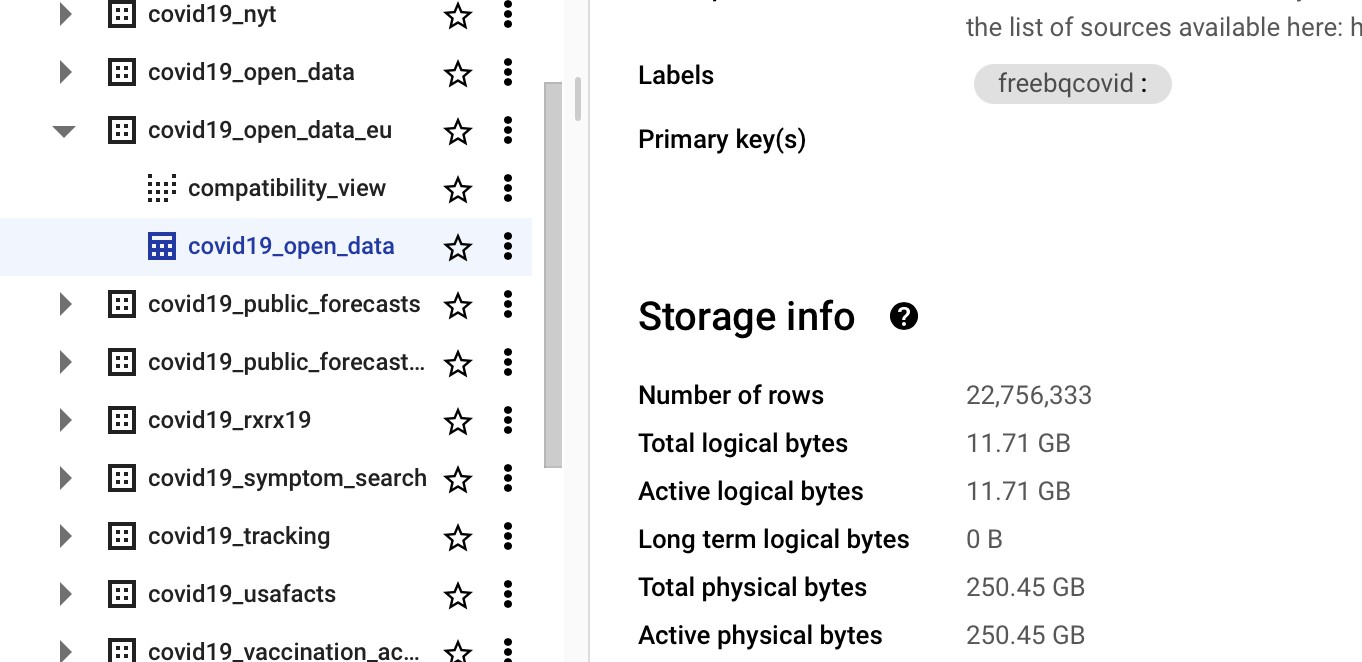 covid19_nyt
covid19_open_data
covid19_open_data_eu
compatibility_view
covid19_open_data
covid19_public_forecasts
covid19_public_forecast...
covid19_rxrx19
covid19_symptom_search
covid19_tracking
covid19_usafacts
covid19_vaccination_ac...
the list of sources available here: h
Labels freebqcovid :
Primary key(s)
Storage info ?
Number of rows 22,756,333
Total logical bytes 11.71 GB
Active logical bytes 11.71 GB
Long term logical bytes 0 B
Total physical bytes 250.45 GB
Active physical bytes 250.45 GB